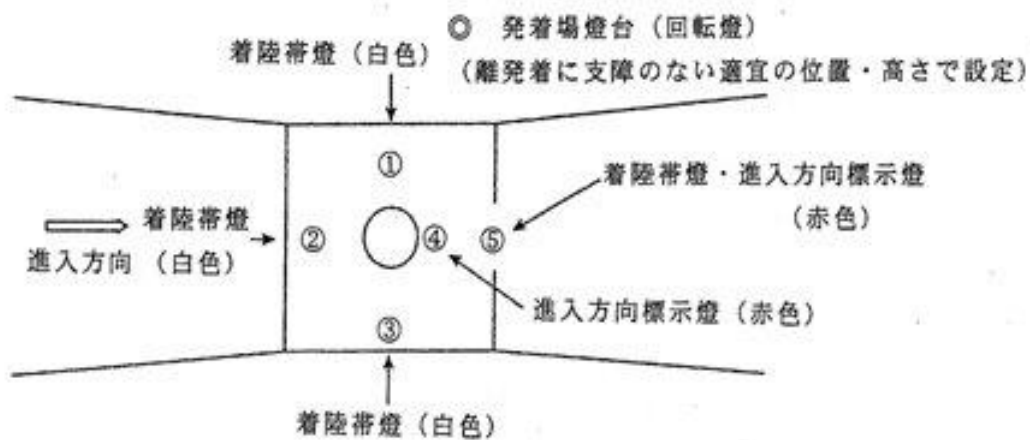 ◎ 発着場燈台（回転燈）
着陸帯燈（白色）
（離発着に支障のない適宜の位置・高さで設定）
①
着陸帯燈・進入方向標示燈
（赤色）
着陸帯燈
進入方向（白色）
②
④
⑤
進入方向標示燈（赤色）
③
着陸帯燈（白色）